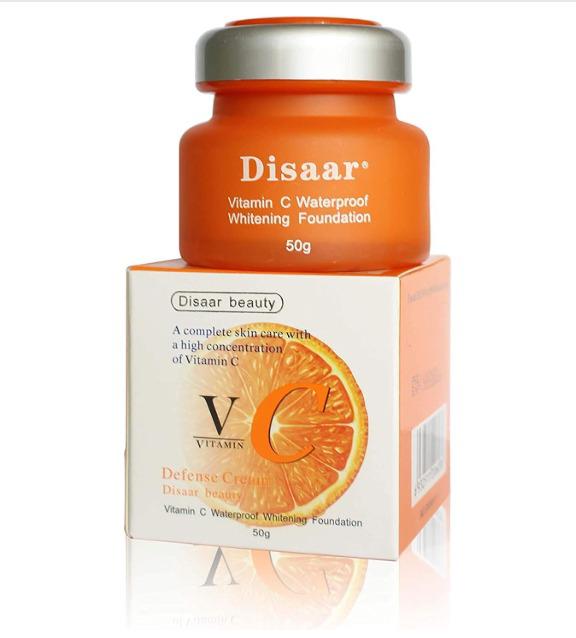 Disaar®
Vitamin C Waterproof
Whitening Foundation
50g
Disaar beauty
A complete skin care with
a high concentration
of Vitamin C
V C
VITAMIN
Defense Cream
Disaar beauty
Vitamin C Waterproof Whitening Foundation
50g